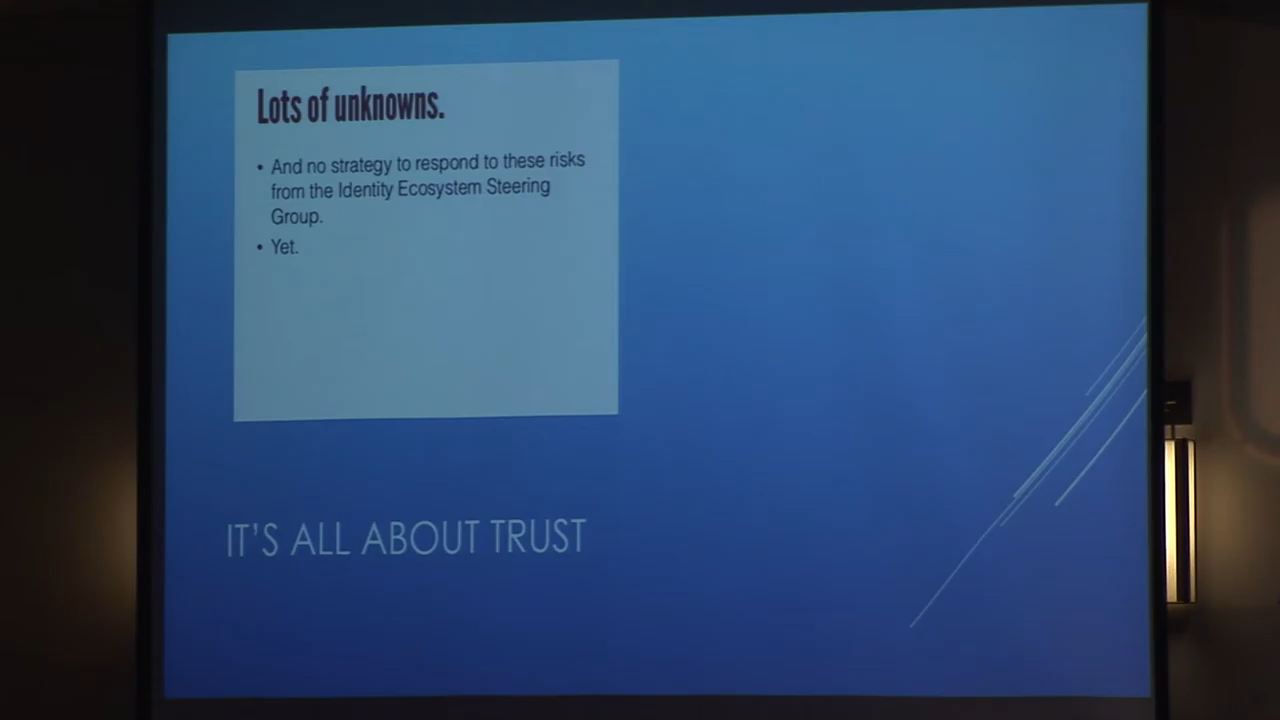 Lots of unknowns.
• And no strategy to respond to these risks
from the Identity Ecosystem Steering
Group.
• Yet.
IT'S ALL ABOUT TRUST